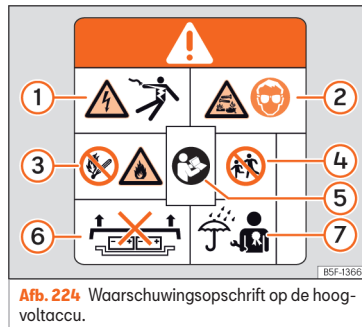 1
2
3
4
5
6
7
B5F-1366
Afb. 224 Waarschuwingsopschrift op de hoog-
voltaccu.